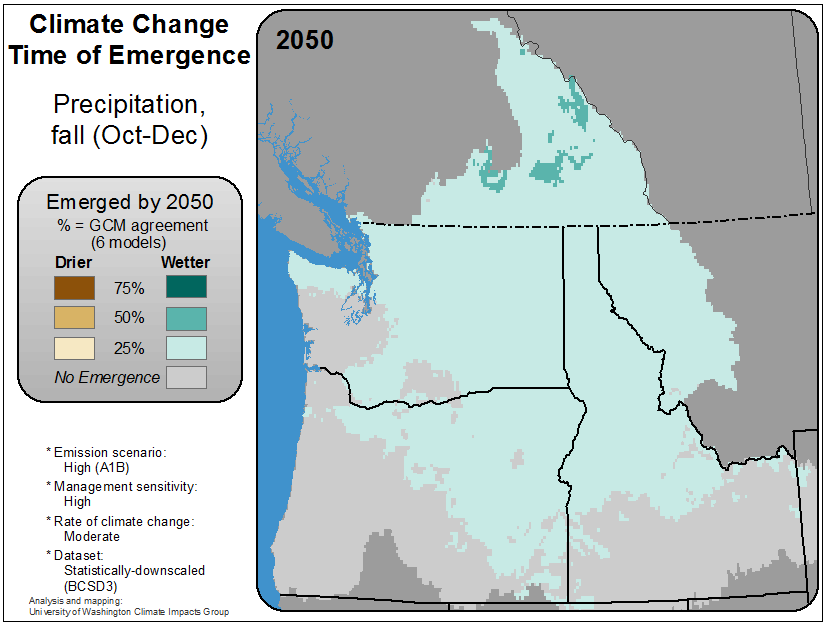 Climate Change
Time of Emergence
Precipitation,
fall (Oct-Dec)
2050
Emerged by 2050
% = GCM agreement
(6 models)
Drier Wetter
75%
50%
25%
No Emergence
* Emission scenario:
High (A1B)
* Management sensitivity:
High
* Rate of climate change:
Moderate
* Dataset:
Statistically-downscaled
(BCSD3)
Analysis and mapping:
University of Washington Climate Impacts Group